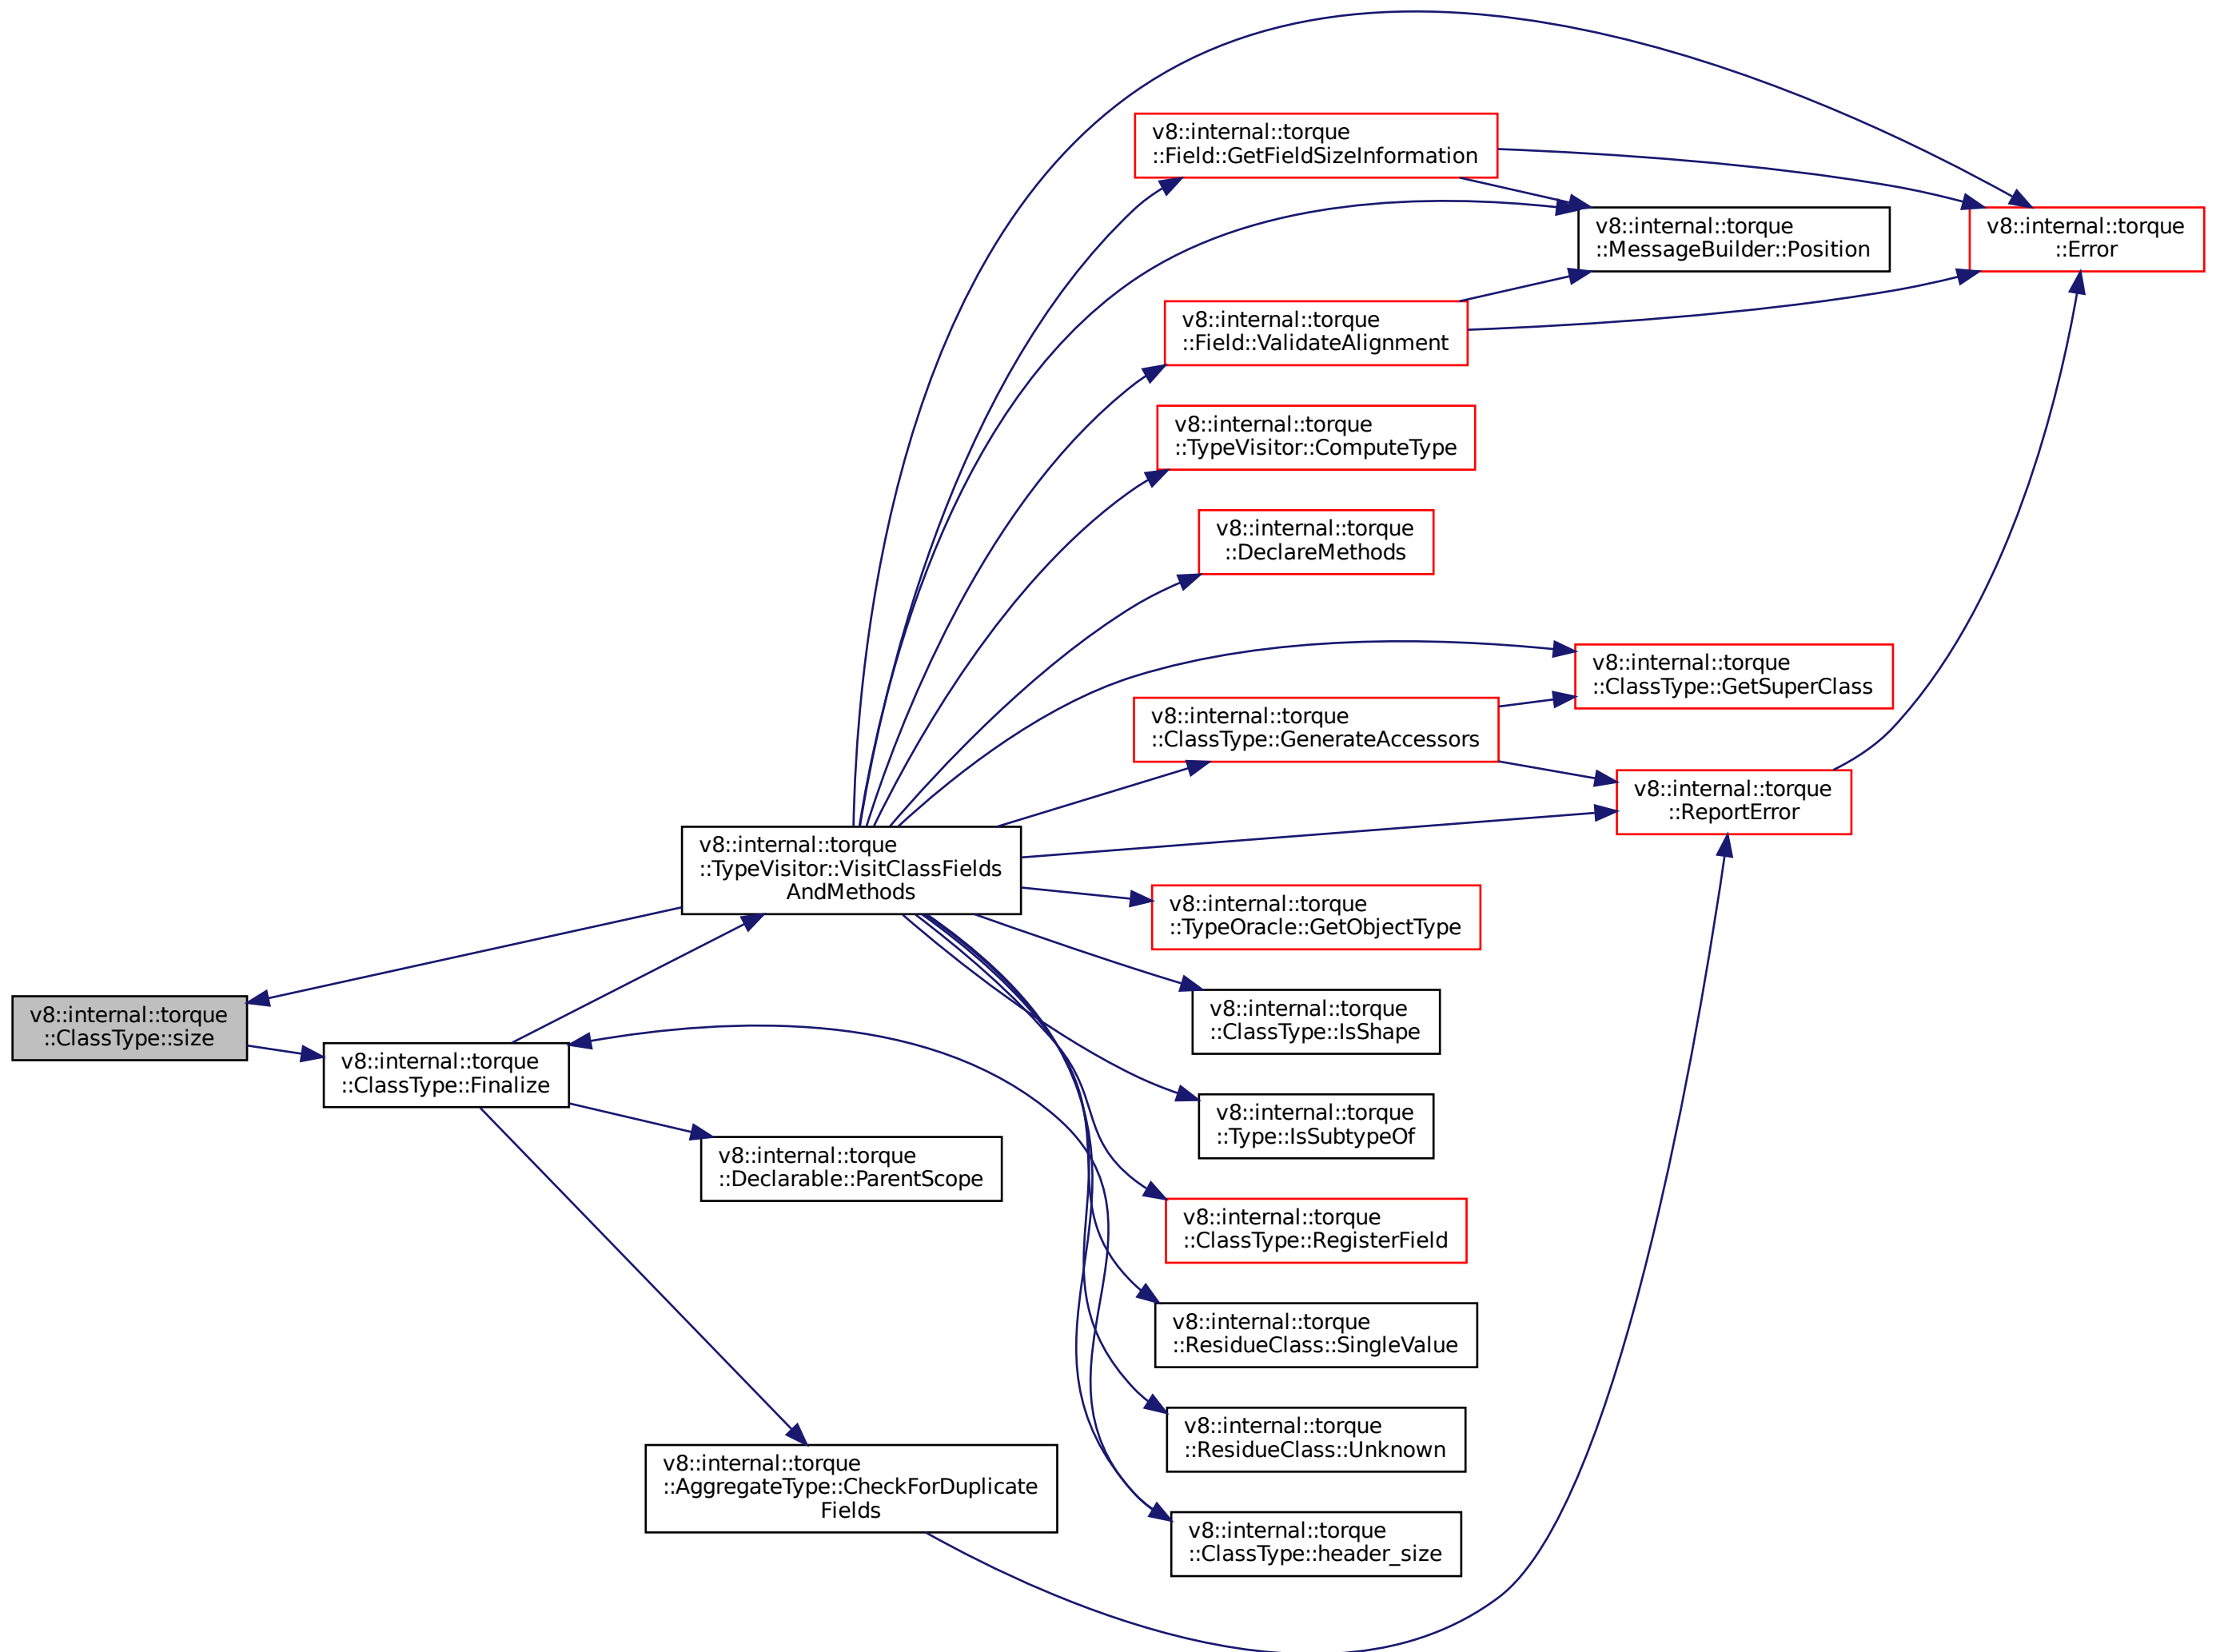 v8::internal::torque
::Field::GetFieldSizeInformation
v8::internal::torque
::MessageBuilder::Position
v8::internal::torque
::Error
v8::internal::torque
::Field::ValidateAlignment
v8::internal::torque
::TypeVisitor::ComputeType
v8::internal::torque
::DeclareMethods
v8::internal::torque
::ClassType::GetSuperClass
v8::internal::torque
::ClassType::GenerateAccessors
v8::internal::torque
::ReportError
v8::internal::torque
::TypeVisitor::VisitClassFields
AndMethods
v8::internal::torque
::TypeOracle::GetObjectType
v8::internal::torque
::ClassType::size
v8::internal::torque
::ClassType::IsShape
v8::internal::torque
::ClassType::Finalize
v8::internal::torque
::Type::IsSubtypeOf
v8::internal::torque
::Declarable::ParentScope
v8::internal::torque
::ClassType::RegisterField
v8::internal::torque
::ResidueClass::SingleValue
v8::internal::torque
::ResidueClass::Unknown
v8::internal::torque
::AggregateType::CheckForDuplicate
Fields
v8::internal::torque
::ClassType::header_size